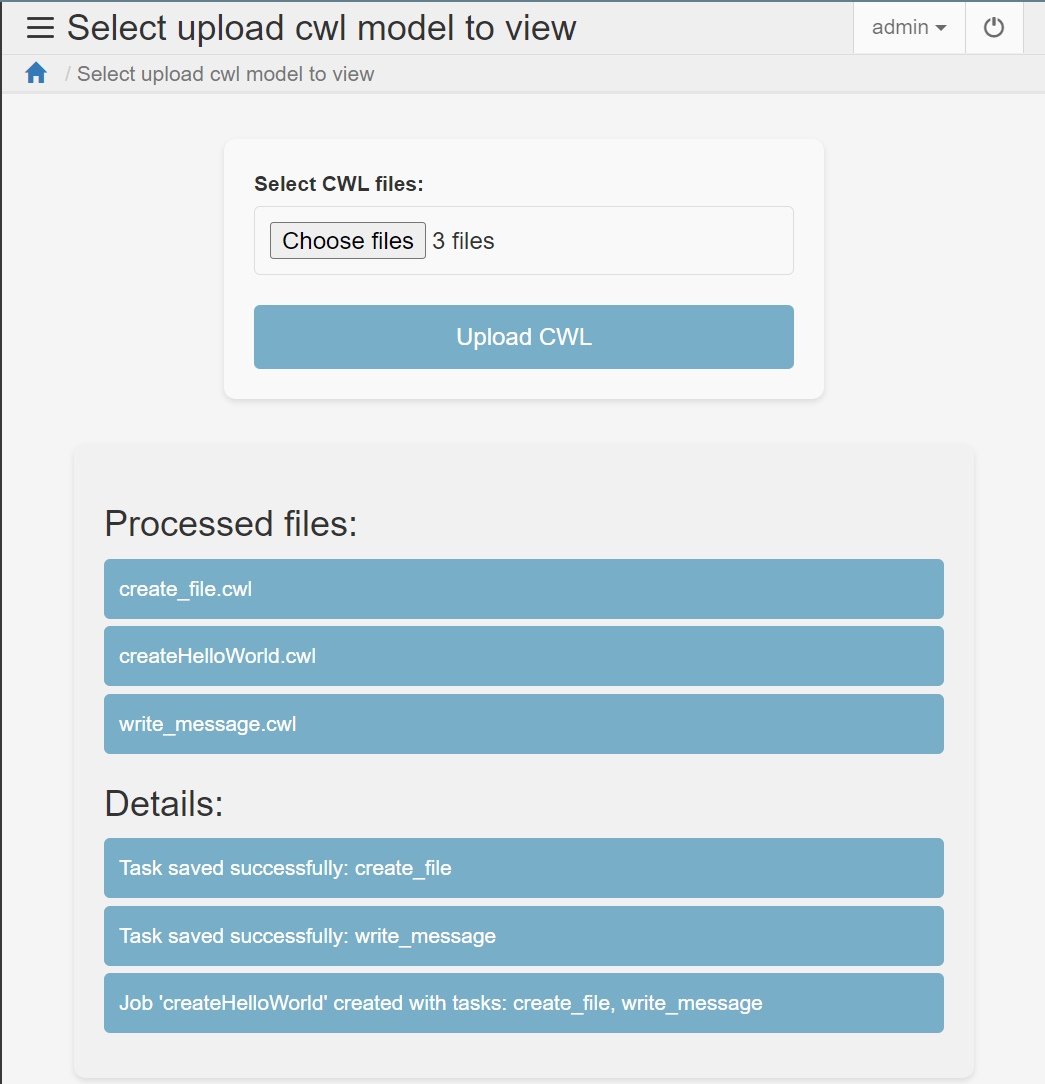 Select upload cwl model to view
admin
/ Select upload cwl model to view
Select CWL files:
Choose files 3 files
Upload CWL
Processed files:
create_file.cwl
createHelloWorld.cwl
write_message.cwl
Details:
Task saved successfully: create_file
Task saved successfully: write_message
Job 'createHelloWorld' created with tasks: create_file, write_message